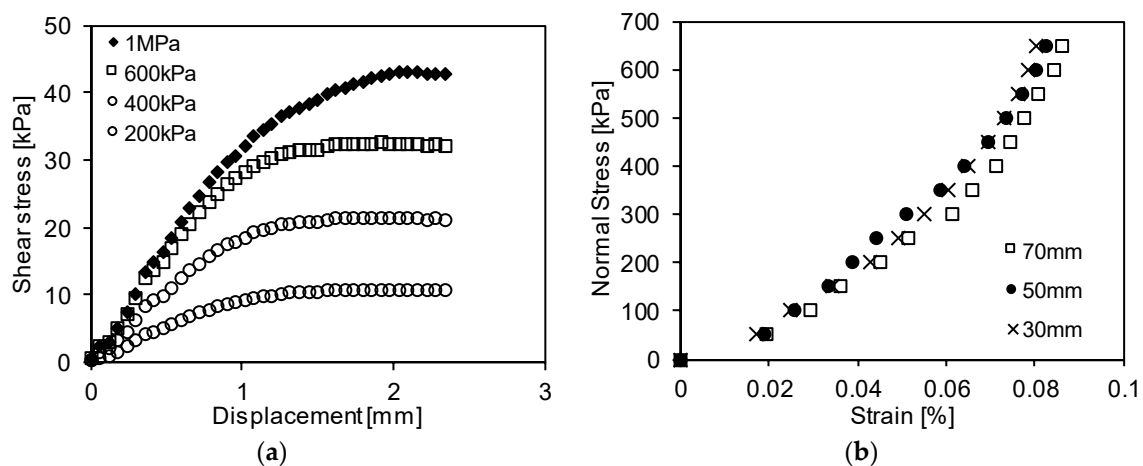 50
40
30
20
10
0
Shear stress [kPa]
1MPa
600kPa
400kPa
200kPa
0
1
2
3
Displacement [mm]
(a)
700
600
500
400
300
200
100
0
Normal Stress [kPa]
70mm
50mm
30mm
0
0.02
0.04
0.06
0.08
0.1
Strain [%]
(b)